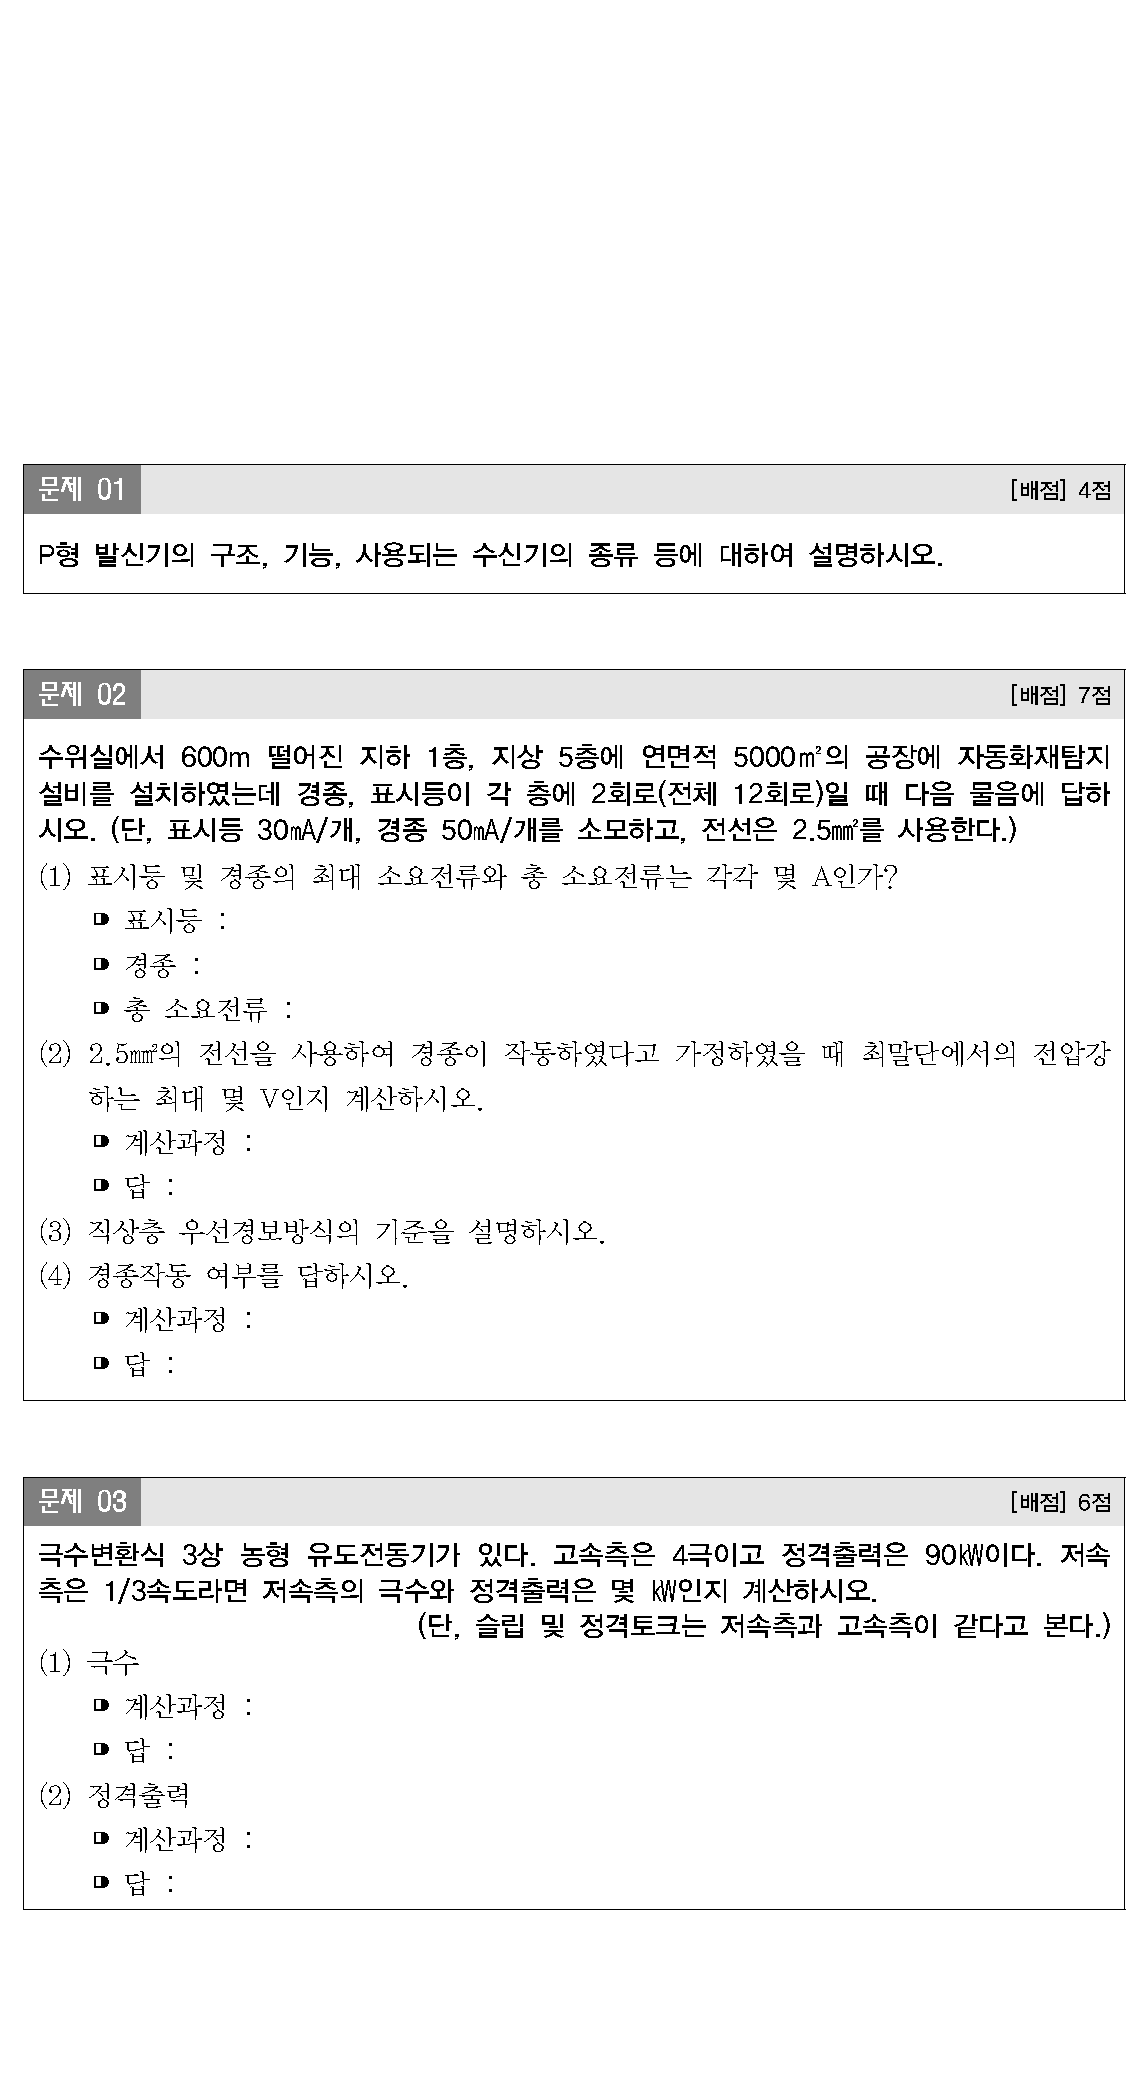 문제 01
[배점] 4점
P형 발신기의 구조, 기능, 사용되는 수신기의 종류 등에 대하여 설명하시오.
문제 02
[배점] 7점
수위실에서 600m 떨어진 지하 1층, 지상 5층에 연면적 5000㎡의 공장에 자동화재탐지
설비를 설치하였는데 경종, 표시등이 각 층에 2회로(전체 12회로)일 때 다음 물음에 답하
시오. (단, 표시등 30㎃/개, 경종 50㎃/개를 소모하고, 전선은 2.5㎟를 사용한다.)
(1) 표시등 및 경종의 최대 소요전류와 총 소요전류는 각각 몇 A인가?
◨ 표시등 :
◨ 경종 :
◨ 총 소요전류 :
(2) 2.5㎟의 전선을 사용하여 경종이 작동하였다고 가정하였을 때 최말단에서의 전압강
하는 최대 몇 V인지 계산하시오.
◨ 계산과정 :
◨ 답 :
(3) 직상층 우선경보방식의 기준을 설명하시오.
(4) 경종작동 여부를 답하시오.
◨ 계산과정 :
◨ 답 :
문제 03
[배점] 6점
극수변환식 3상 농형 유도전동기가 있다. 고속측은 4극이고 정격출력은 90㎾이다. 저속
측은 1/3속도라면 저속측의 극수와 정격출력은 몇 ㎾인지 계산하시오.
(단, 슬립 및 정격토크는 저속측과 고속측이 같다고 본다.)
(1) 극수
◨ 계산과정 :
◨ 답 :
(2) 정격출력
◨ 계산과정 :
◨ 답 :